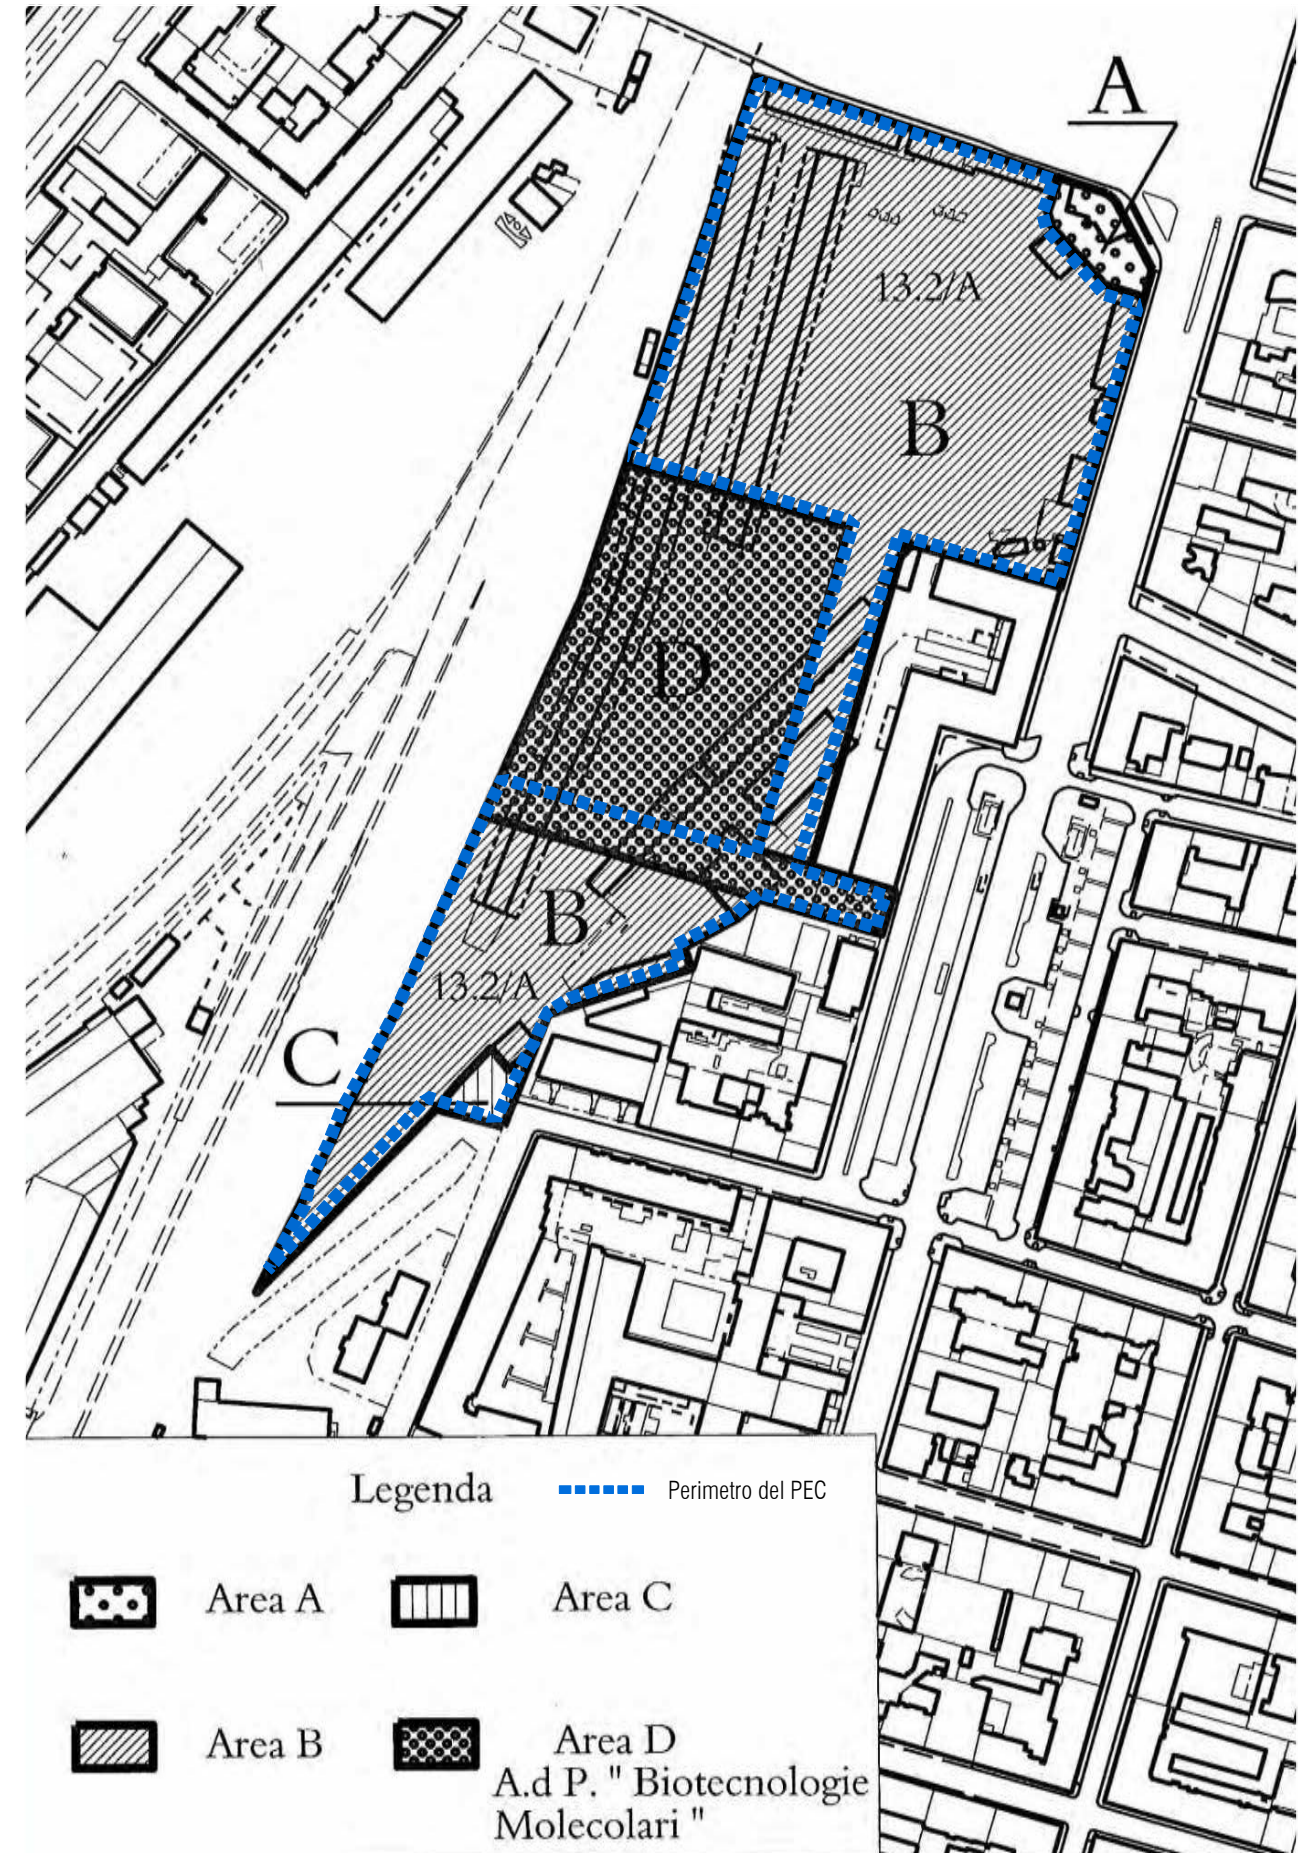 A
13.2/A
B
D
B
13.2/A
C
Legenda
Perimetro del PEC
Area A
Area C
Area B
Area D
A.d P. " Biotecnologie
Molecolari "